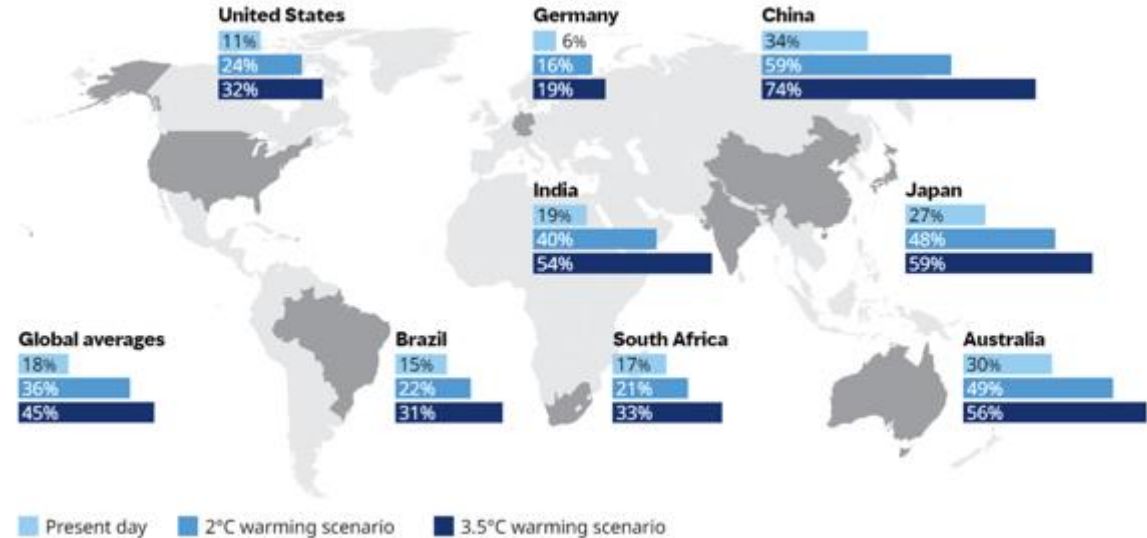 United States
11%
24%
32%
Germany
6%
16%
19%
China
34%
59%
74%
India
19%
40%
54%
Japan
27%
48%
59%
Global averages
18%
36%
45%
Brazil
15%
22%
31%
South Africa
17%
21%
33%
Australia
30%
49%
56%
Present day 2°C warming scenario 3.5°C warming scenario